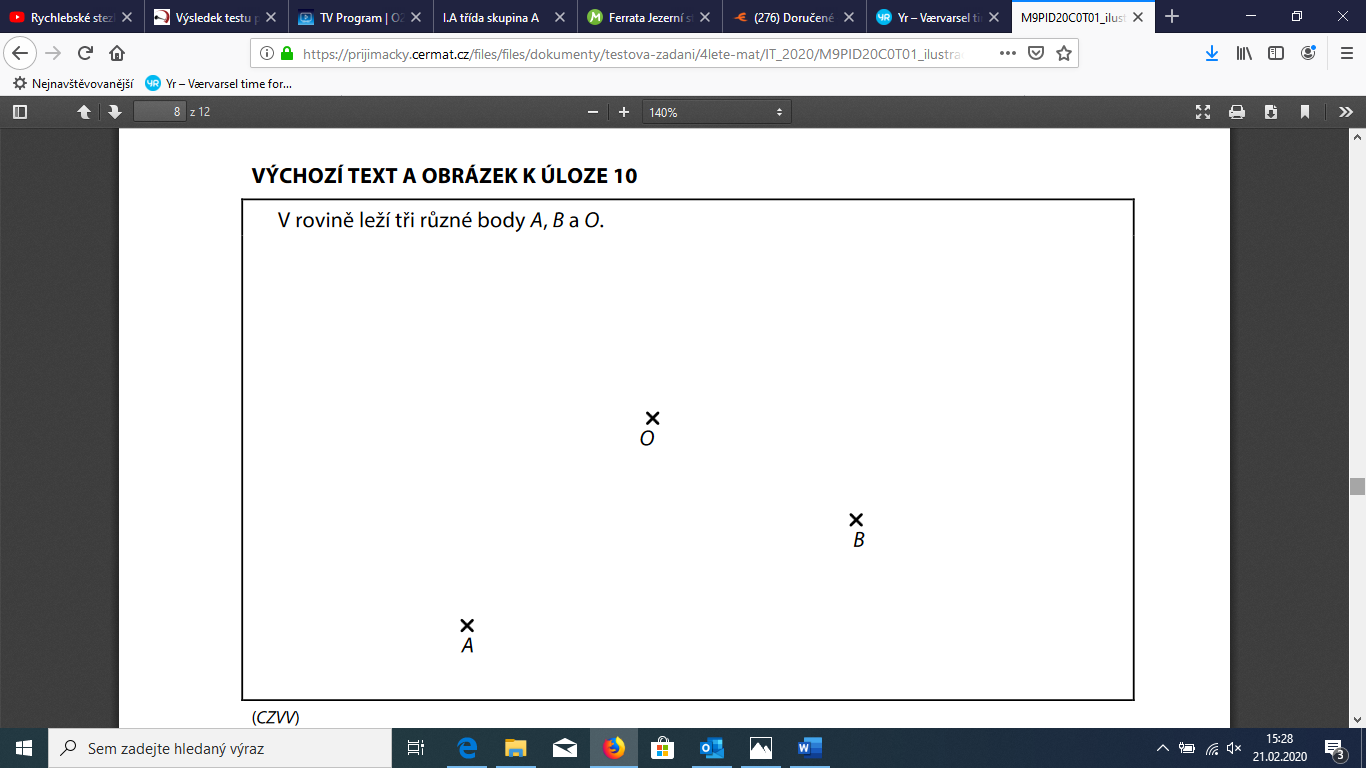 Rychlebské stez
Výsledek testu p
TV Program | O2
I.A třída skupina A
Ferrata Jezerní s
(276) Doručené
Yr – Værvarsel ti
M9PID20C0T01_ilust
https://prijimacky.cermat.cz/files/files/dokumenty/testova-zadani/4lete-mat/IT_2020/M9PID20C0T01_ilustra
Nejnavštěvovanější
Yr – Værvarsel time for...
8 z 12
140%
VÝCHOZÍ TEXT A OBRÁZEK K ÚLOZE 10
V rovině leží tři různé body A, B a O.
O
B
A
(CZVV)
Sem zadejte hledaný výraz
15:28
21.02.2020
3